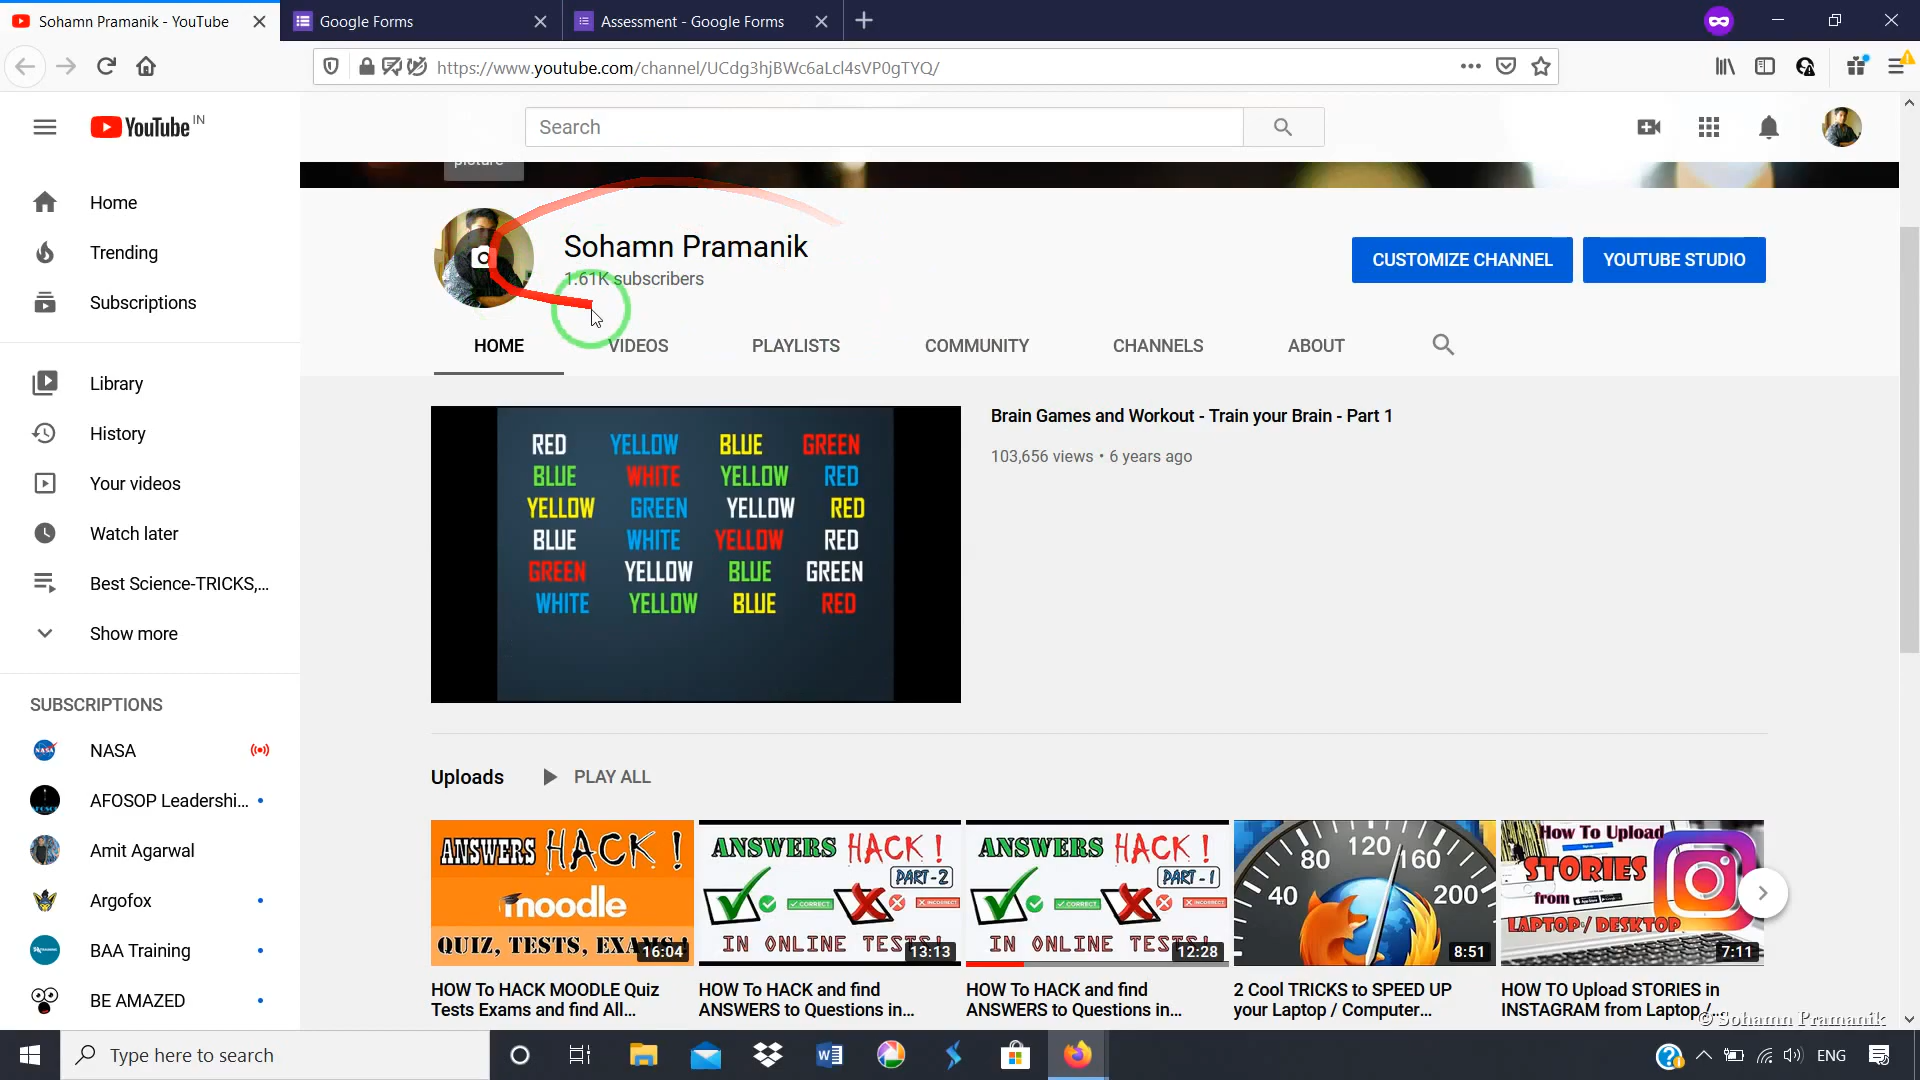 Sohamn Pramanik - YouTube
Google Forms
Assessment - Google Forms
https://www.youtube.com/channel/UCdg3hjBWc6aLcl4sVP0gTYQ/
YouTube IN
Search
picture
Home
Trending
Subscriptions
Library
History
Your videos
Watch later
Best Science-TRICKS,...
Show more
SUBSCRIPTIONS
NASA
AFOSOP Leadershi...
Amit Agarwal
Argofox
BAA Training
BE AMAZED
Sohamn Pramanik
1.61K subscribers
CUSTOMIZE CHANNEL
YOUTUBE STUDIO
HOME VIDEOS PLAYLISTS COMMUNITY CHANNELS ABOUT
RED YELLOW BLUE GREEN
BLUE WHITE YELLOW RED
YELLOW GREEN YELLOW RED
BLUE WHITE YELLOW RED
GREEN YELLOW BLUE GREEN
WHITE YELLOW BLUE RED
Brain Games and Workout - Train your Brain - Part 1
103,656 views • 6 years ago
Uploads PLAY ALL
ANSWERS HACK !
moodle
QUIZ, TESTS, EXAMS !
16:04
HOW To HACK MOODLE Quiz
Tests Exams and find All...
ANSWERS HACK !
PART-2
CORRECT
INCORRECT
IN ONLINE TESTS!
13:13
HOW To HACK and find
ANSWERS to Questions in...
ANSWERS HACK !
PART-1
CORRECT
INCORRECT
IN ONLINE TESTS!
12:28
HOW To HACK and find
ANSWERS to Questions in...
40 80 120 160 200
8:51
2 Cool TRICKS to SPEED UP
your Laptop / Computer...
How To Upload
STORIES
from
LAPTOP / DESKTOP
7:11
HOW TO Upload STORIES in
INSTAGRAM from Laptop /...
© Sohamn Pramanik
Type here to search
ENG